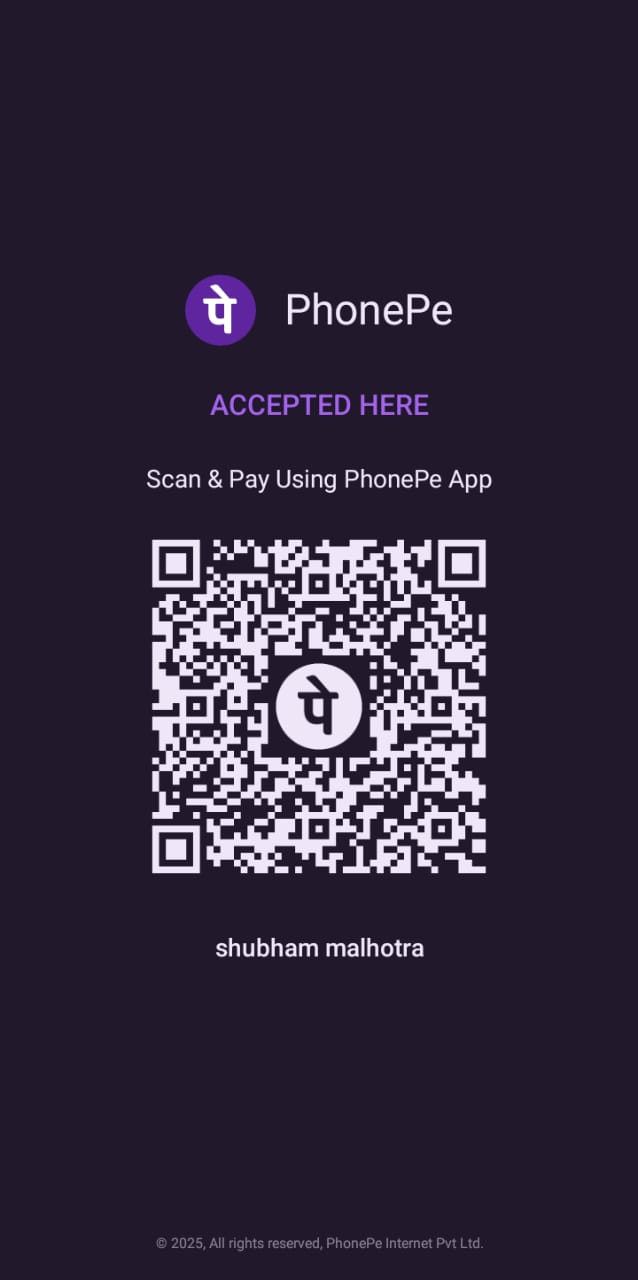 पे PhonePe
ACCEPTED HERE
Scan & Pay Using PhonePe App
पे
shubham malhotra
© 2025, All rights reserved, PhonePe Internet Pvt Ltd.